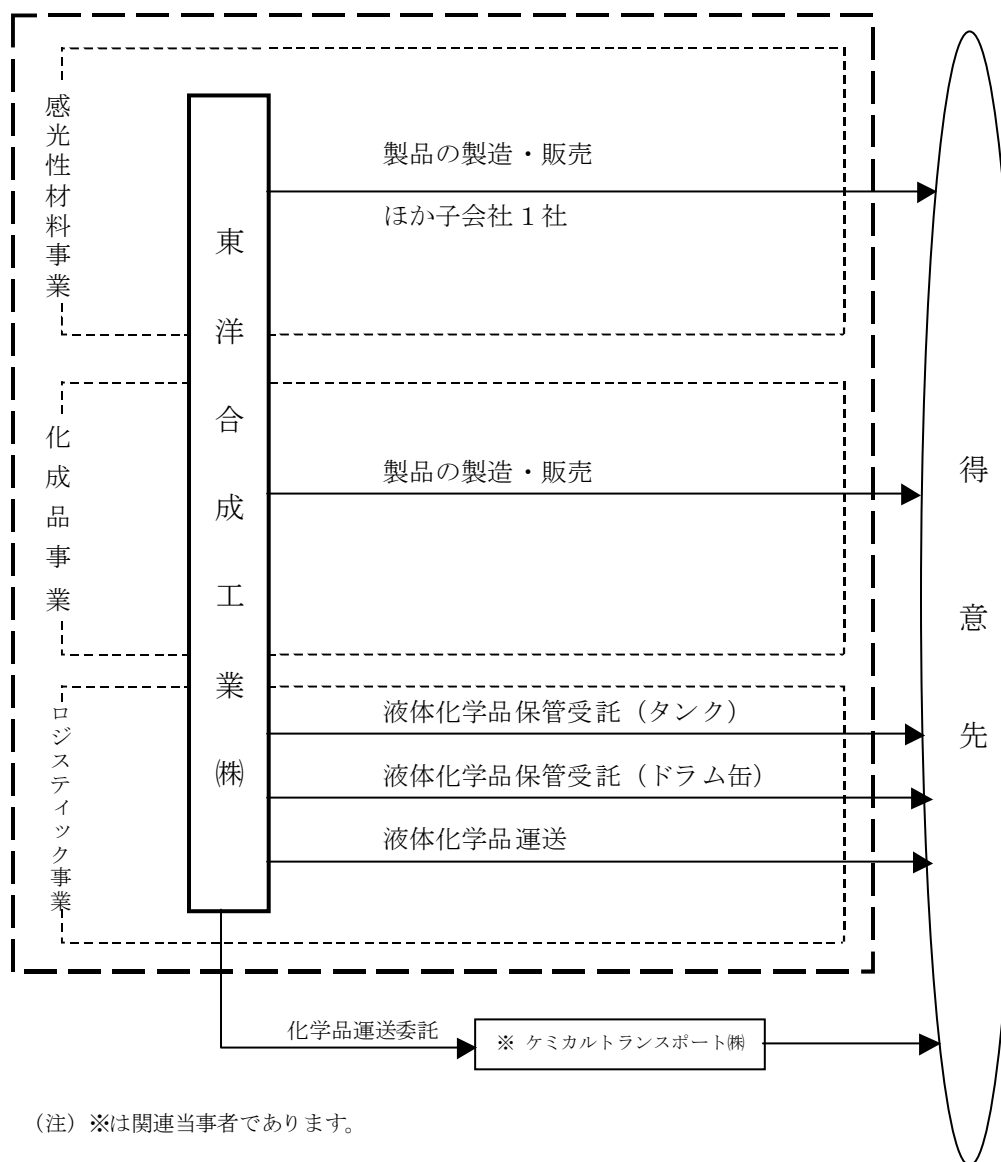 感光性材料事業
東洋合成工業㈱
製品の製造・販売
ほか子会社１社
化成品事業
製品の製造・販売
得意先
ロジスティック事業
液体化学品保管受託（タンク）
液体化学品保管受託（ドラム缶）
液体化学品運送
化学品運送委託
※ ケミカルトランスポート㈱
（注）※は関連当事者であります。